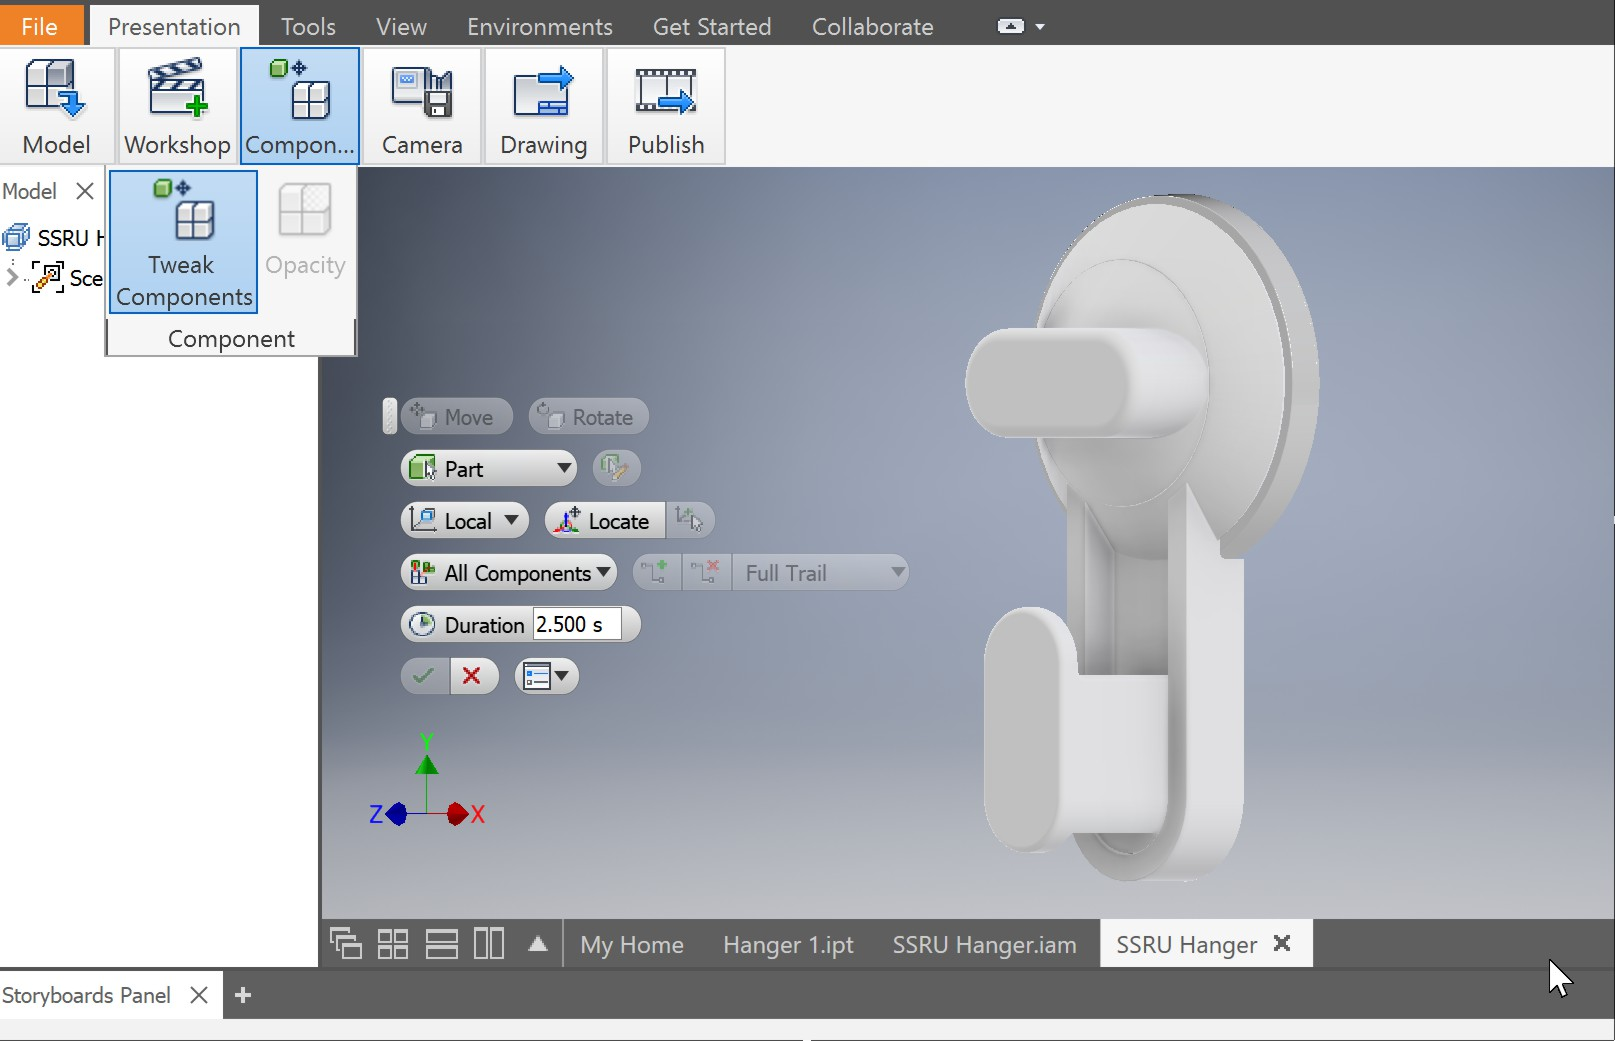 File Presentation Tools View Environments Get Started Collaborate
Model Workshop Compon... Camera Drawing Publish
Model
SSRU H
Sce
Tweak Components
Opacity
Component
Move Rotate
Part
Local Locate
All Components Full Trail
Duration 2.500 s
Y
Z X
My Home Hanger 1.ipt SSRU Hanger.iam SSRU Hanger
Storyboards Panel